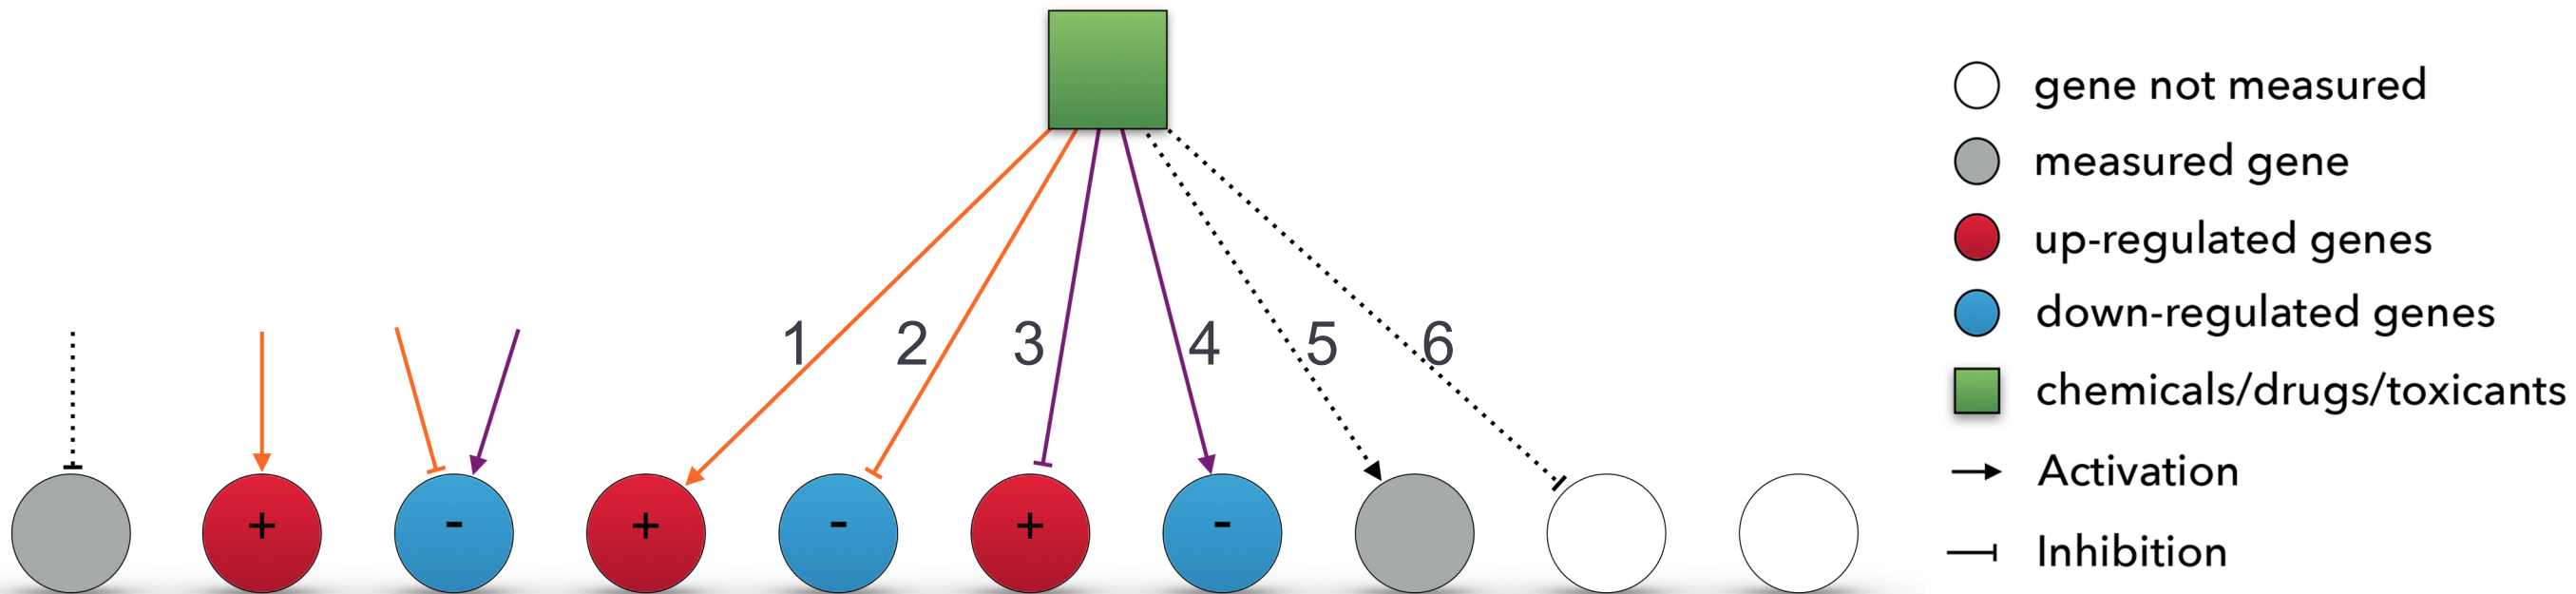 1 2 3 4 5 6
+ - + - + -
gene not measured
measured gene
up-regulated genes
down-regulated genes
chemicals/drugs/toxicants
Activation
Inhibition